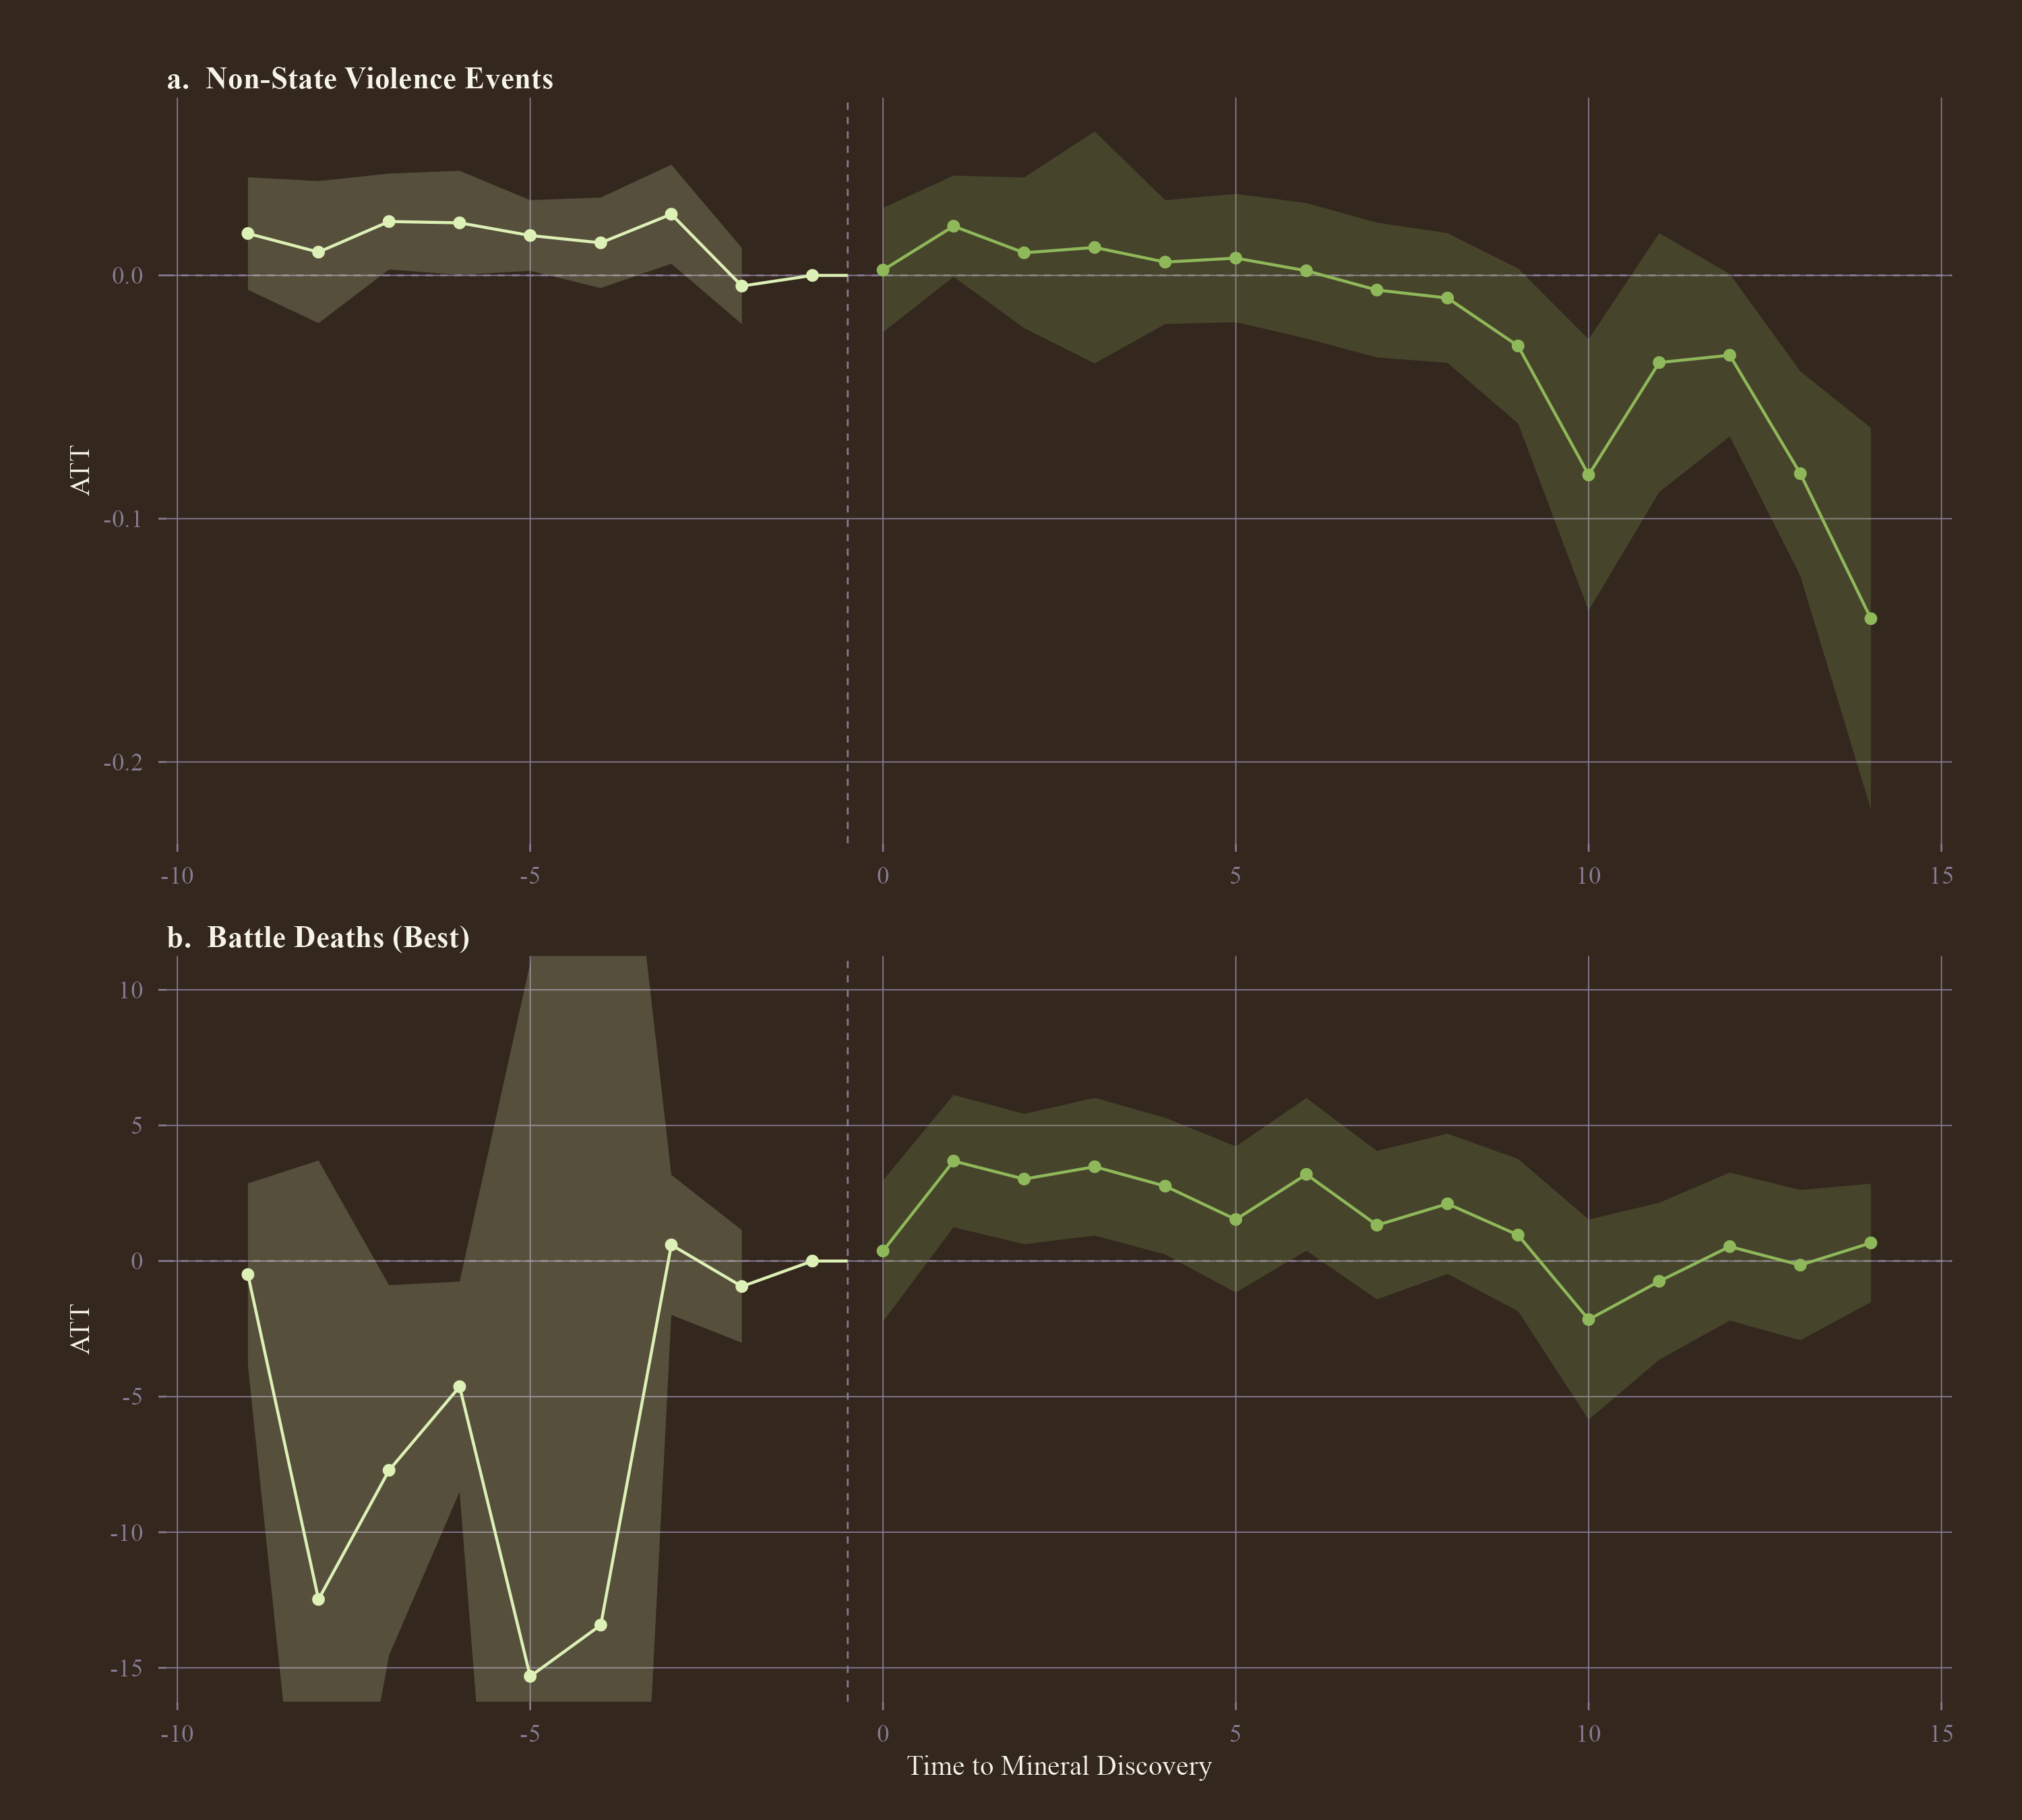 a. Non-State Violence Events
0.0
-0.1
-0.2
ATT
-10 -5 0 5 10 15
b. Battle Deaths (Best)
10
5
0
-5
-10
-15
ATT
-10 -5 0 5 10 15
Time to Mineral Discovery